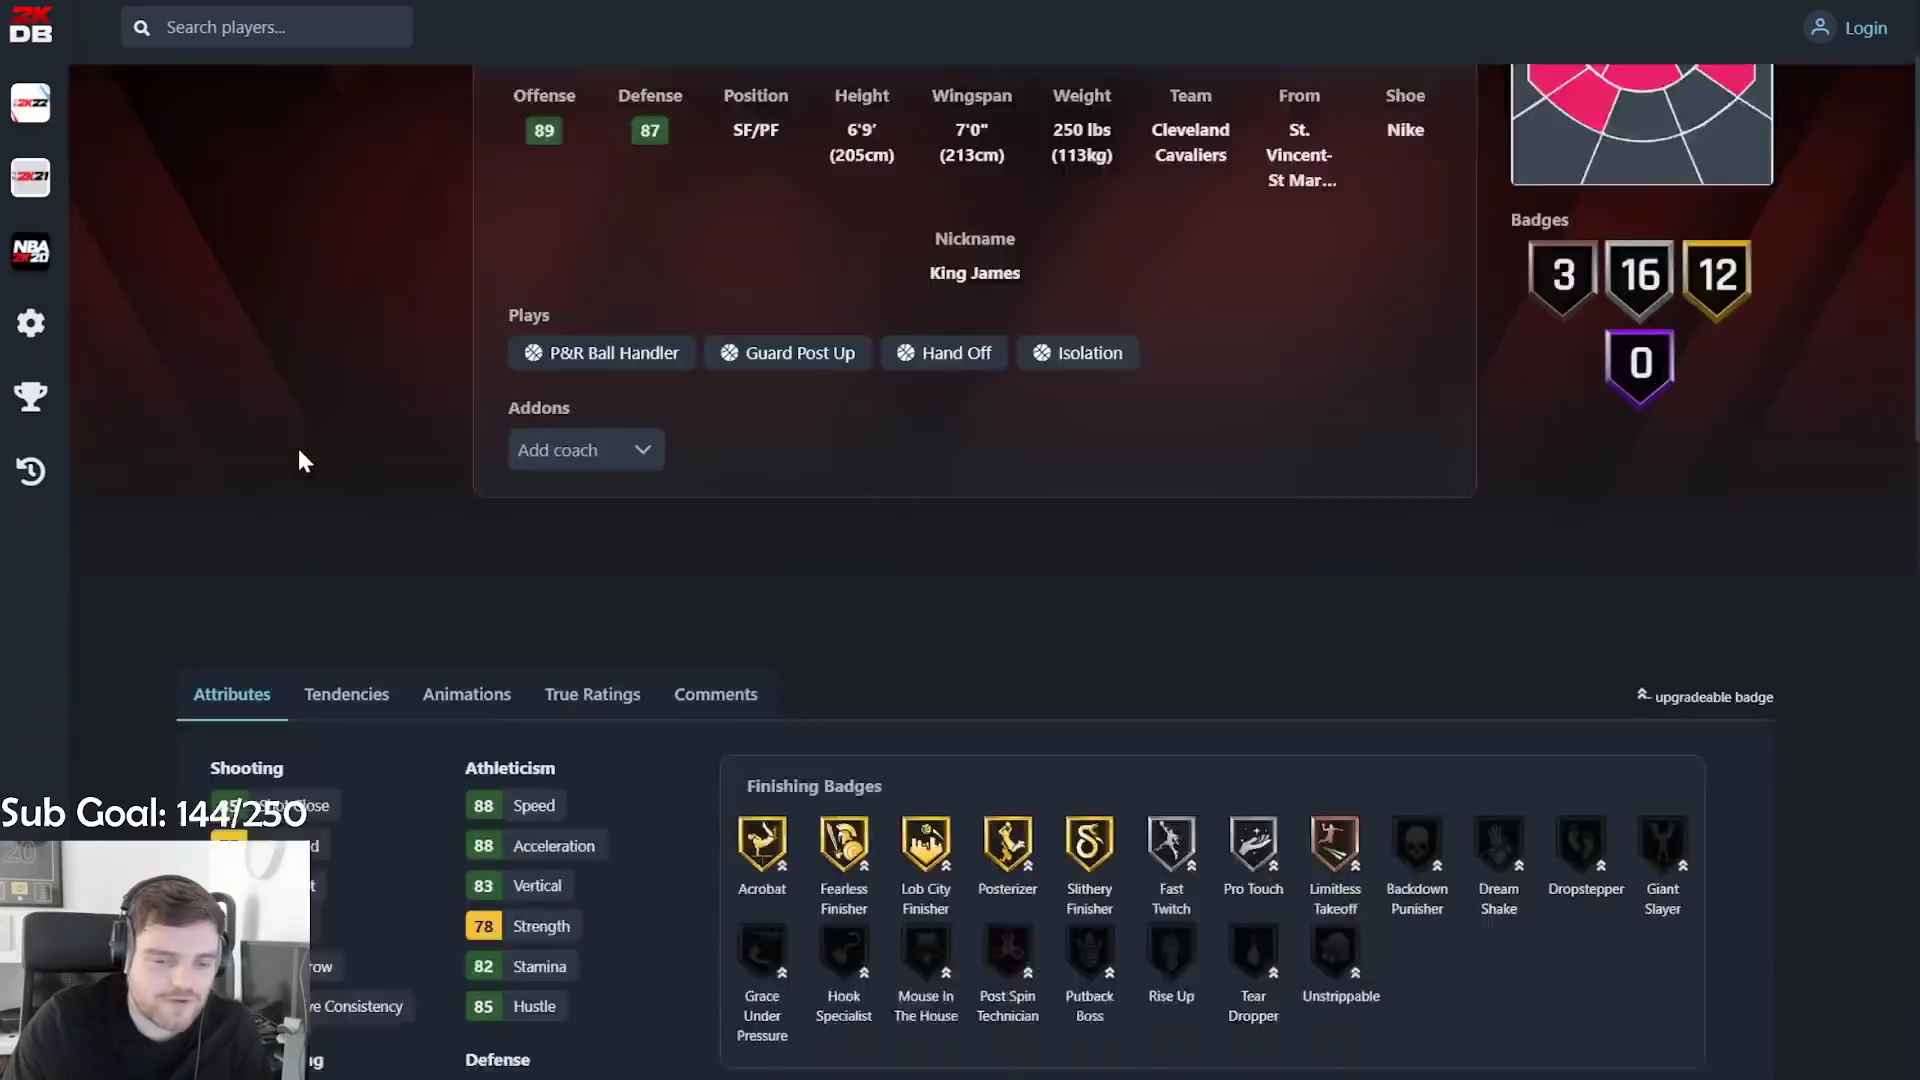 2K
DB
Search players...
Login
2K22
2K21
NBA
2K20
Offense
Defense
Position
Height
Wingspan
Weight
Team
From
Shoe
89
87
SF/PF
6'9'
(205cm)
7'0"
(213cm)
250 lbs
(113kg)
Cleveland
Cavaliers
St.
Vincent-
St Mar...
Nike
Nickname
King James
Badges
3
16
12
0
Plays
P&R Ball Handler
Guard Post Up
Hand Off
Isolation
Addons
Add coach
Attributes
Tendencies
Animations
True Ratings
Comments
- upgradeable badge
Shooting
Sub Goal: 144/250
ve Consistency
Athleticism
88 Speed
88 Acceleration
83 Vertical
78 Strength
82 Stamina
85 Hustle
Defense
Finishing Badges
Acrobat
Fearless
Finisher
Lob City
Finisher
Posterizer
Slithery
Finisher
Fast
Twitch
Pro Touch
Limitless
Takeoff
Backdown
Punisher
Dream
Shake
Dropstepper
Giant
Slayer
Grace
Under
Pressure
Hook
Specialist
Mouse In
The House
Post Spin
Technician
Putback
Boss
Rise Up
Tear
Dropper
Unstrippable